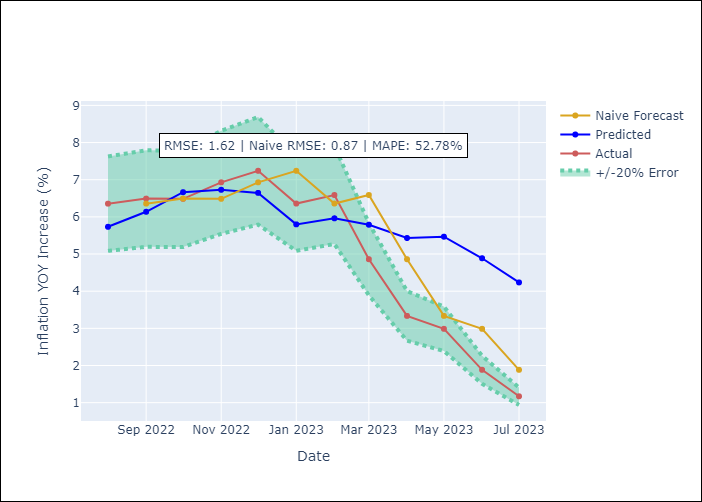 9
8
7
6
5
4
3
2
1
Inflation YOY Increase (%)
RMSE: 1.62 | Naive RMSE: 0.87 | MAPE: 52.78%
Naive Forecast
Predicted
Actual
+/-20% Error
Sep 2022 Nov 2022 Jan 2023 Mar 2023 May 2023 Jul 2023
Date